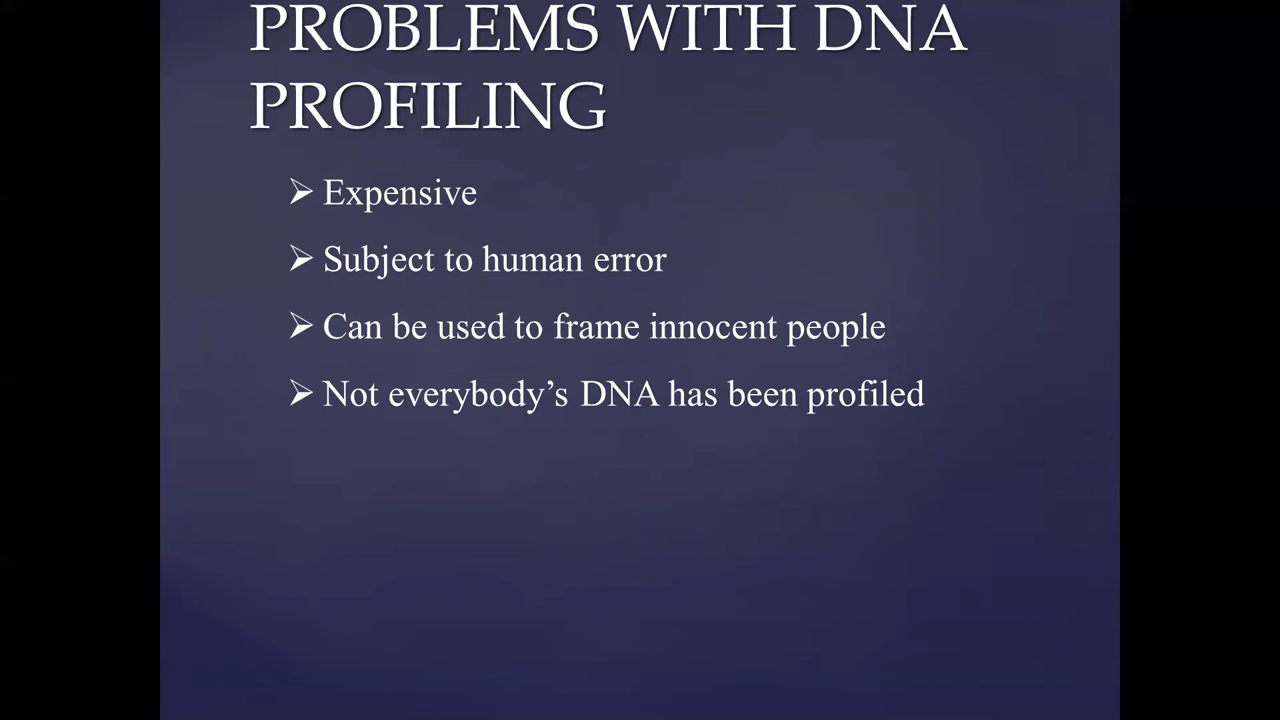 PROBLEMS WITH DNA
PROFILING
➢ Expensive
➢ Subject to human error
➢ Can be used to frame innocent people
➢ Not everybody’s DNA has been profiled